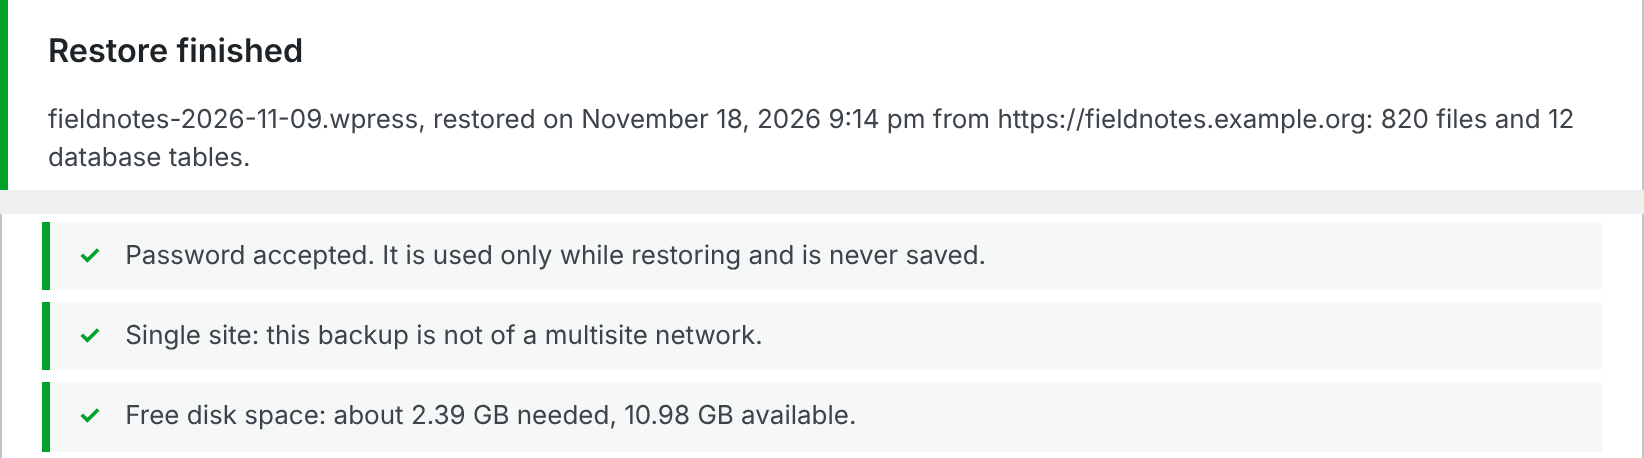 Restore finished
fieldnotes-2026-11-09.wpress, restored on November 18, 2026 9:14 pm from https://fieldnotes.example.org: 820 files and 12
database tables.
Password accepted. It is used only while restoring and is never saved.
Single site: this backup is not of a multisite network.
Free disk space: about 2.39 GB needed, 10.98 GB available.